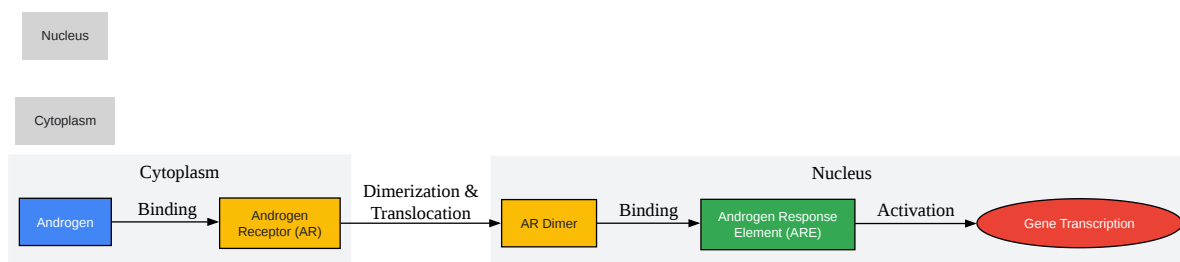 Nucleus
Cytoplasm
Cytoplasm
Nucleus
Androgen
Binding
Androgen
Receptor (AR)
Dimerization &
Translocation
AR Dimer
Binding
Androgen Response
Element (ARE)
Activation
Gene Transcription